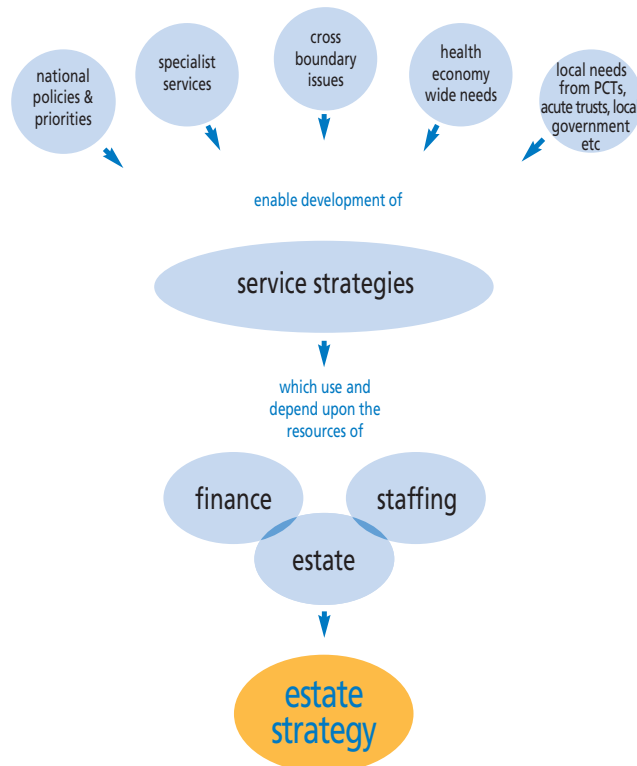 national
policies &
priorities
specialist
services
cross
boundary
issues
health
economy
wide needs
local needs
from PCTs,
acute trusts, local
government
etc
enable development of
service strategies
which use and
depend upon the
resources of
finance
staffing
estate
estate
strategy